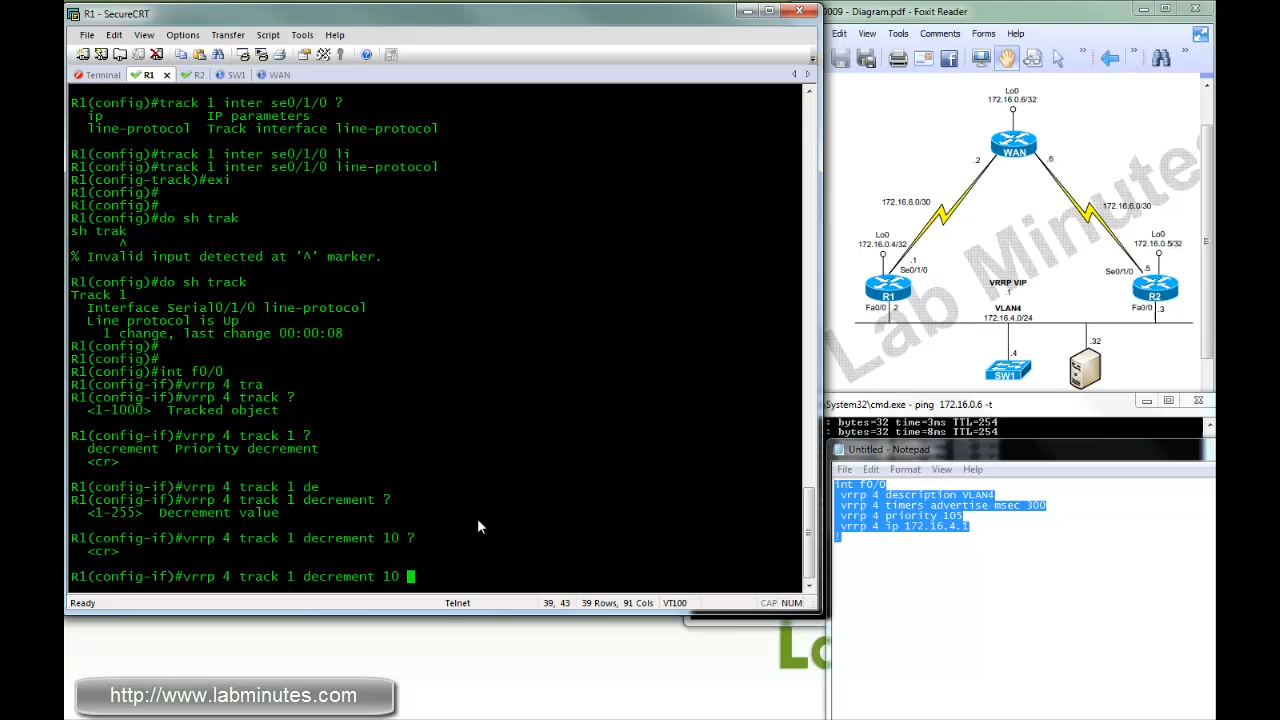 R1 - SecureCRT
File Edit View Options Transfer Script Tools Help
Terminal R1 R2 SW1 WAN
R1(config)#track 1 inter se0/1/0 ?
ip IP parameters
line-protocol Track interface line-protocol
R1(config)#track 1 inter se0/1/0 li
R1(config)#track 1 inter se0/1/0 line-protocol
R1(config-track)#exi
R1(config)#
R1(config)#
R1(config)#do sh trak
sh trak
^
% Invalid input detected at '^' marker.
R1(config)#do sh track
Track 1
Interface Serial0/1/0 line-protocol
Line protocol is Up
1 change, last change 00:00:08
R1(config)#
R1(config)#
R1(config)#int f0/0
R1(config-if)#vrrp 4 tra
R1(config-if)#vrrp 4 track ?
<1-1000> Tracked object
R1(config-if)#vrrp 4 track 1 ?
decrement Priority decrement
<cr>
R1(config-if)#vrrp 4 track 1 de
R1(config-if)#vrrp 4 track 1 decrement ?
<1-255> Decrement value
R1(config-if)#vrrp 4 track 1 decrement 10 ?
<cr>
R1(config-if)#vrrp 4 track 1 decrement 10
Ready Telnet 39, 43 39 Rows, 91 Cols VT100 CAP NUM
0009 - Diagram.pdf - Foxit Reader
Edit View Tools Comments Forms Help
Lo0
172.16.0.6/32
WAN
.2 .6
172.16.6.0/30 172.16.6.0/30
Lo0
172.16.0.4/32
Lo0
172.16.0.5/32
.1 .5
Se0/1/0 Se0/1/0
R1 R2
VRRP VIP
.1
Fa0/0 .2
VLAN4
172.16.4.0/24
Fa0/0 .3
.32
.4
SW1
Lab Minutes
System32\cmd.exe - ping 172.16.0.6 -t
: bytes=32 time=3ms TTL=254
: bytes=32 time=8ms TTL=254
Untitled - Notepad
File Edit Format View Help
int f0/0
vrrp 4 description VLAN4
vrrp 4 timers advertise msec 300
vrrp 4 priority 105
vrrp 4 ip 172.16.4.1
!
http://www.labminutes.com